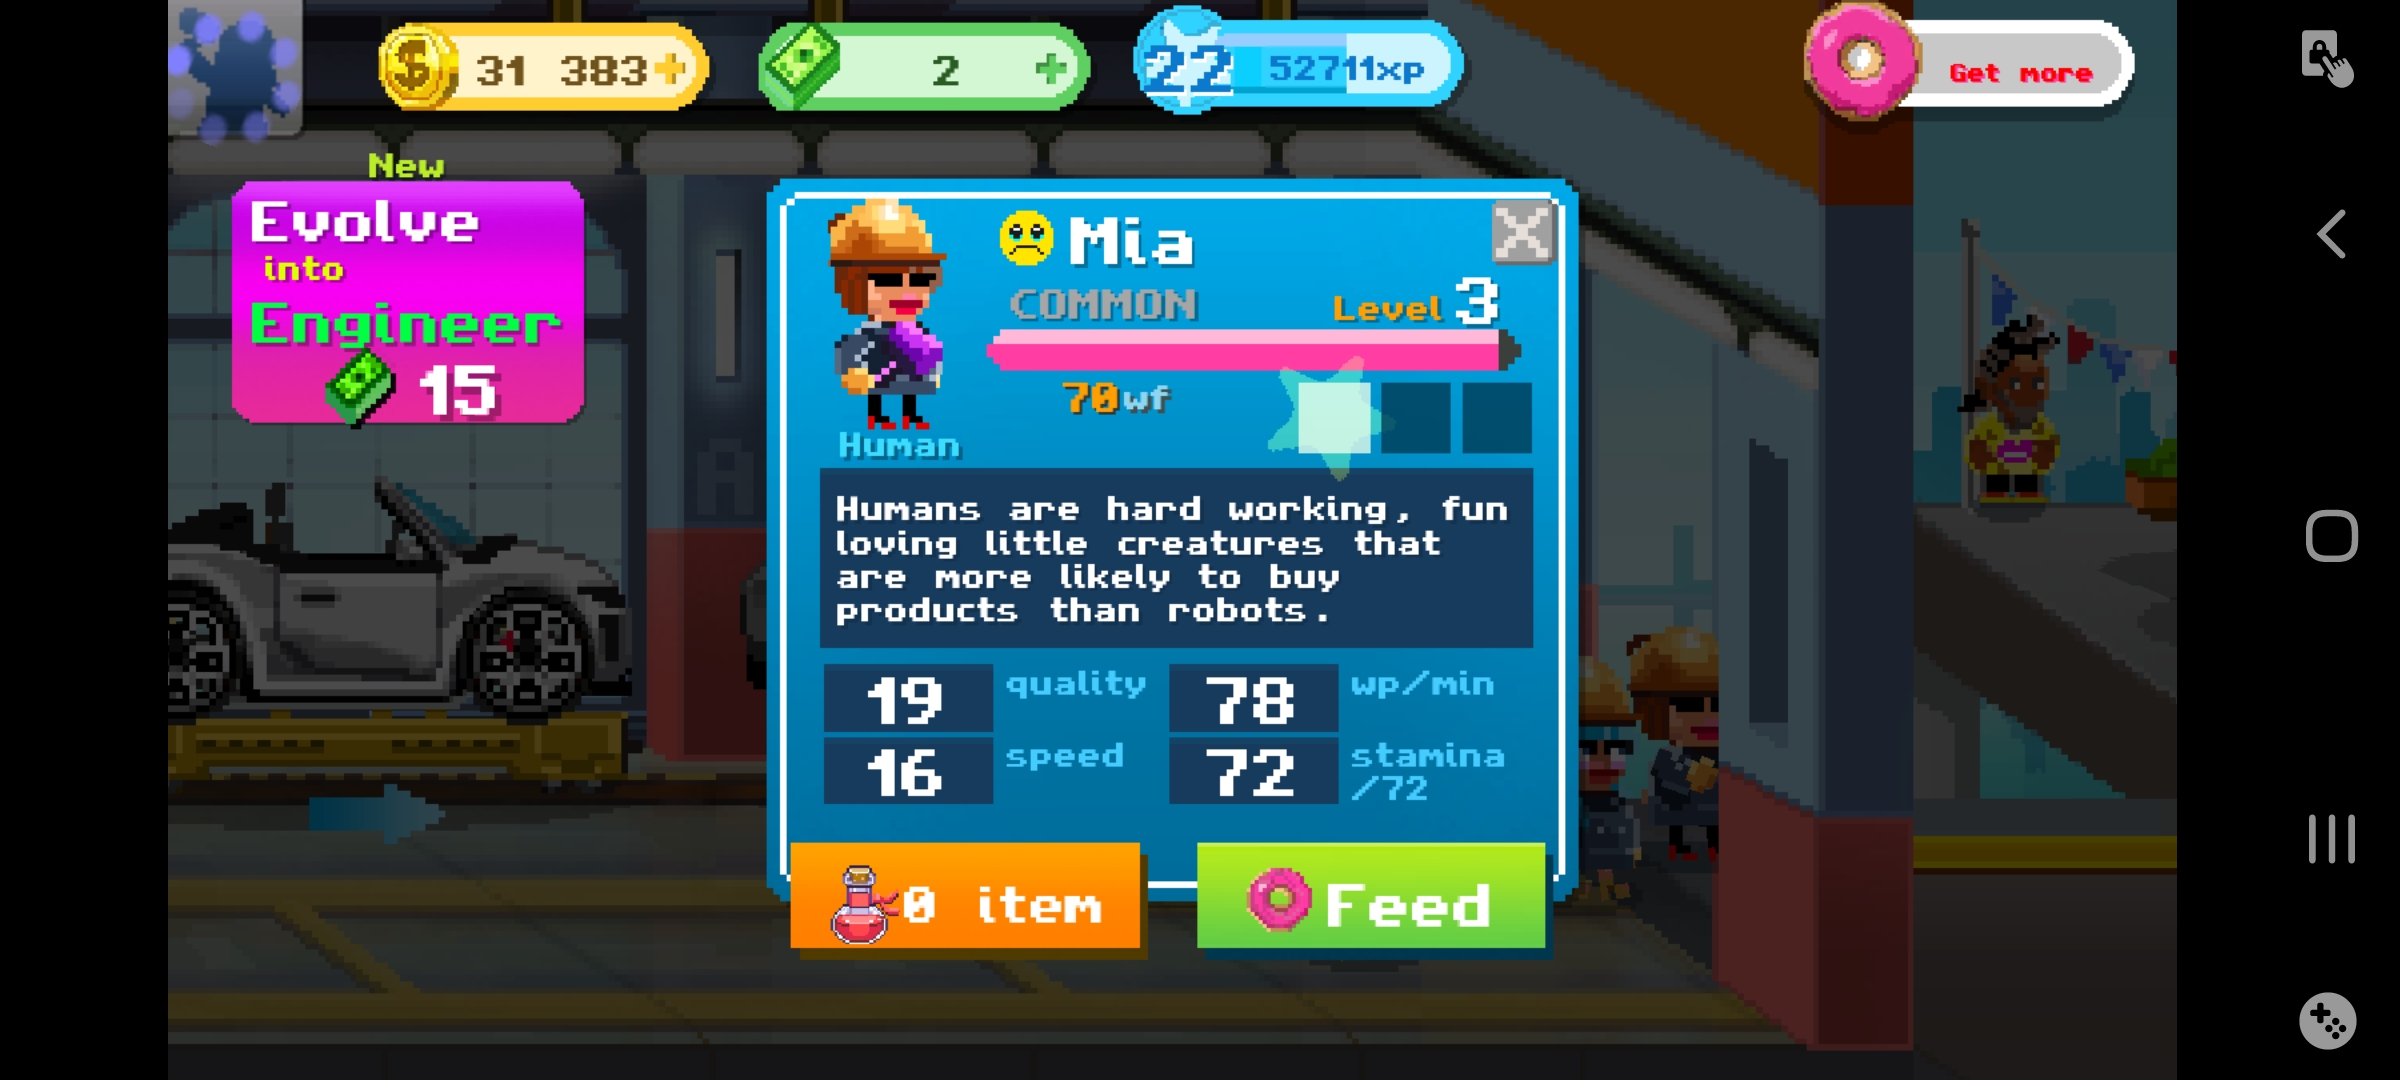 31 383
2
22
52711xp
Get more
New
Evolve
into
Engineer
15
Mia
COMMON
Level 3
70wf
Human
Humans are hard working, fun
loving little creatures that
are more likely to buy
products than robots.
19 quality
78 wp/min
16 speed
72 stamina
/72
0 item
Feed